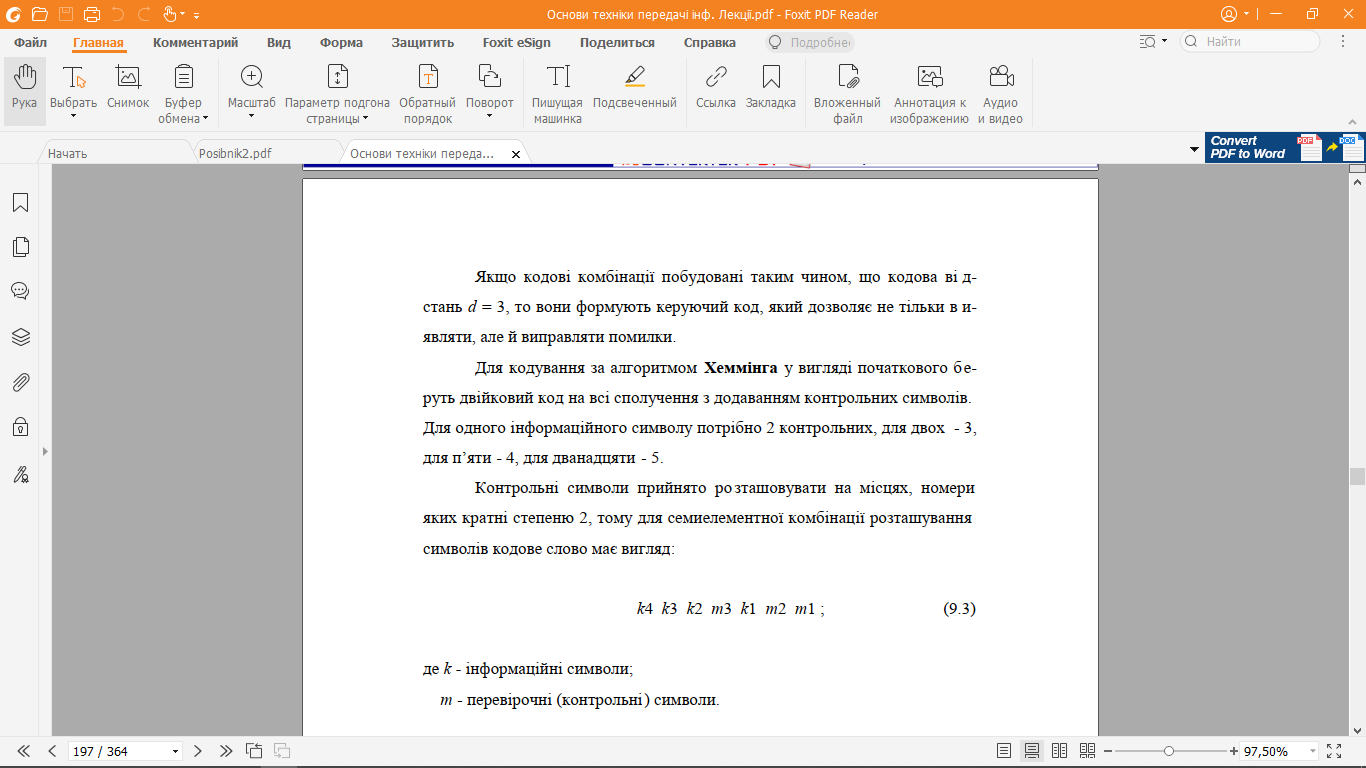 Основи техніки передачі інф. Лекції.pdf - Foxit PDF Reader
Файл Главная Комментарий Вид Форма Защитить Foxit eSign Поделиться Справка Подробнее Найти
Рука Выбрать Снимок Буфер обмена Масштаб Параметр подгона страницы Обратный порядок Поворот Пишущая машинка Подсвеченный Ссылка Закладка Вложенный файл Аннотация к изображению Аудио и видео
Начать Posibnik2.pdf Основи техніки переда...
Convert
PDF to Word
PDF DOC
Якщо кодові комбінації побудовані таким чином, що кодова ві д-
стань d = 3, то вони формують керуючий код, який дозволяє не тільки в и-
являти, але й виправляти помилки.
Для кодування за алгоритмом Хеммінга у вигляді початкового б е-
руть двійковий код на всі сполучення з додаванням контрольних символів.
Для одного інформаційного символу потрібно 2 контрольних, для двох - 3,
для п’яти - 4, для дванадцяти - 5.
Контрольні символи прийнято ро зташовувати на місцях, номери
яких кратні степеню 2, тому для семиелементної комбінації розташування
символів кодове слово має вигляд:
k4 k3 k2 m3 k1 m2 m1 ; (9.3)
де k - інформаційні символи;
m - перевірочні (контрольні) символи.
197 / 364 97,50%